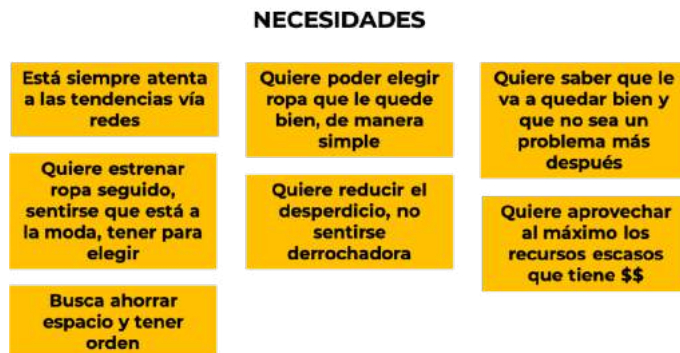 NECESIDADES
Está siempre atenta
a las tendencias vía
redes
Quiere estrenar
ropa seguido,
sentirse que está a
la moda, tener para
elegir
Busca ahorrar
espacio y tener
orden
Quiere poder elegir
ropa que le quede
bien, de manera
simple
Quiere reducir el
desperdicio, no
sentirse
derrochadora
Quiere saber que le
va a quedar bien y
que no sea un
problema más
después
Quiere aprovechar
al máximo los
recursos escasos
que tiene $$